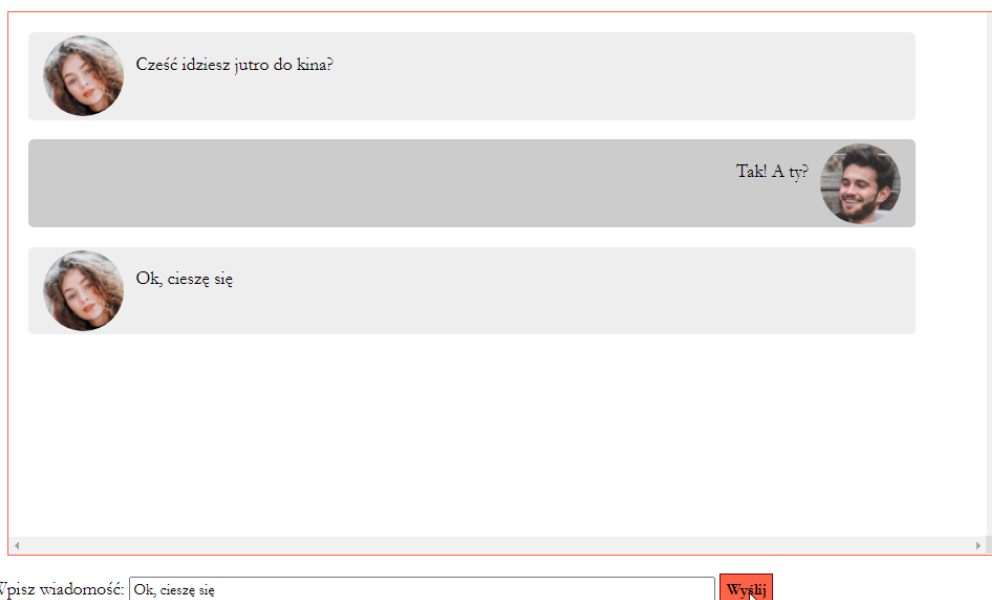 Cześć idziesz jutro do kina?
Tak! A ty?
Ok, cieszę się
Wpisz wiadomość: Ok, cieszę się Wyślij